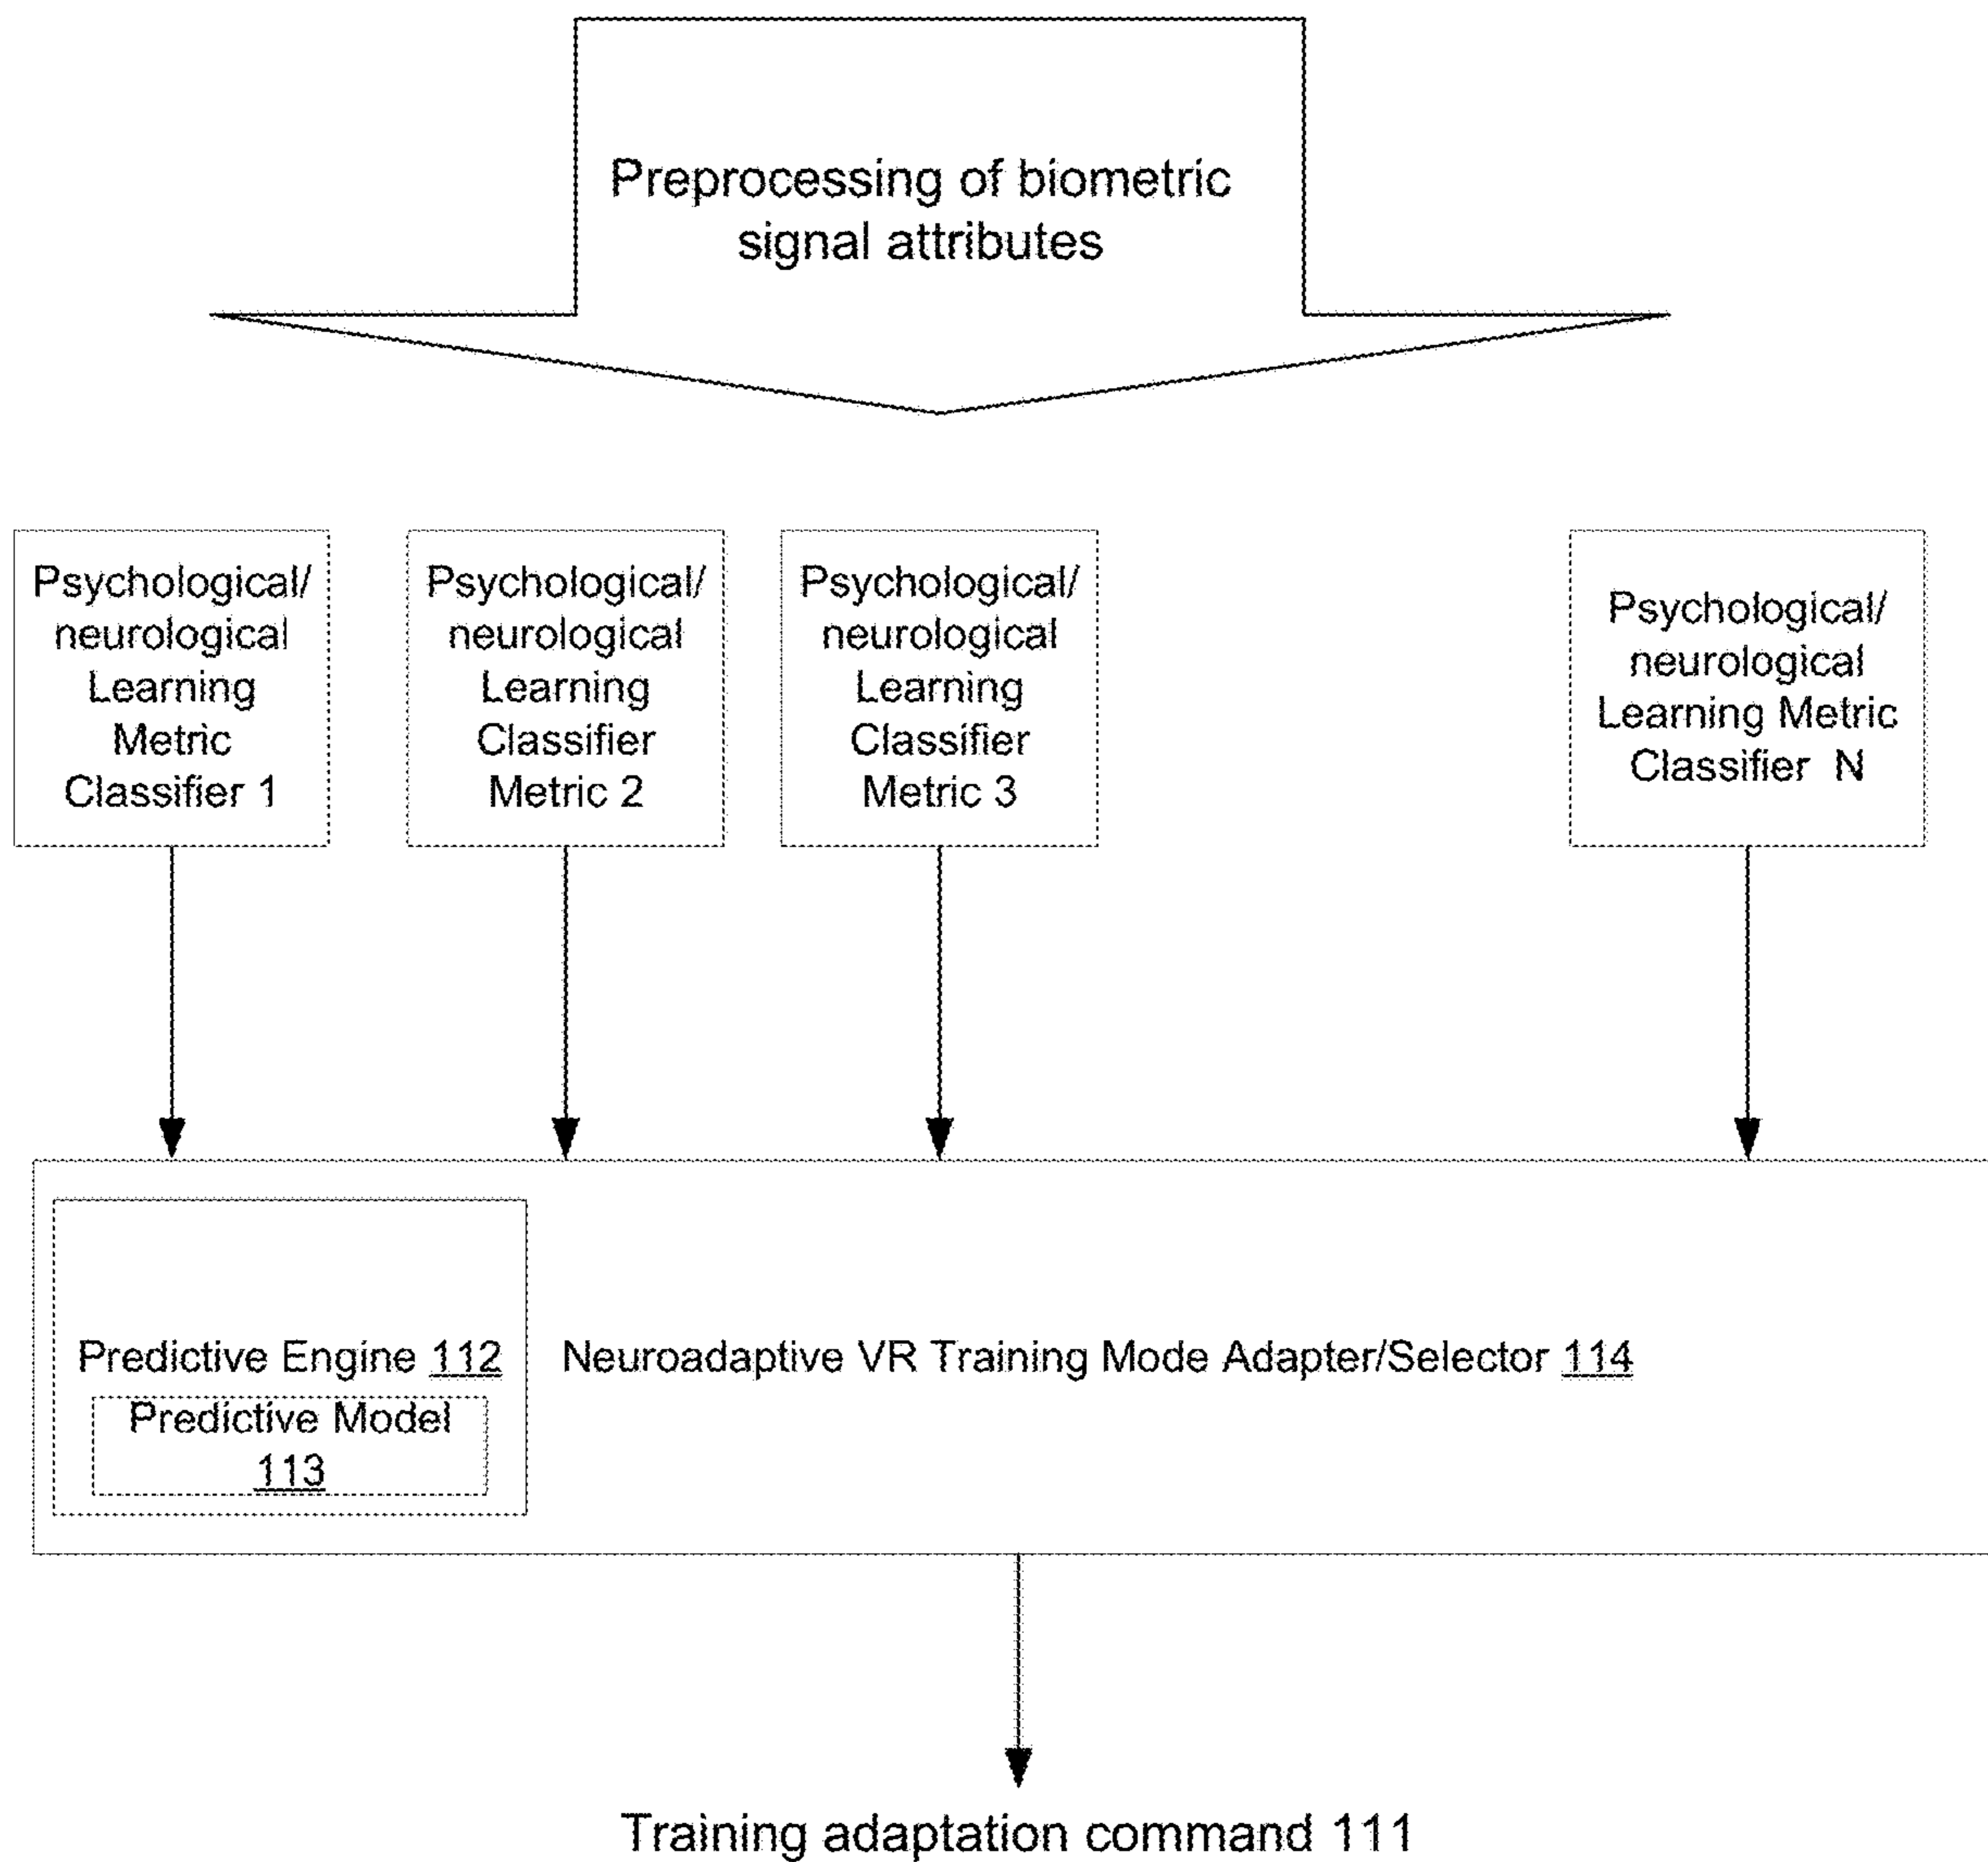 Preprocessing of biometric
signal attributes
Psychological/
neurological
Learning
Metric
Classifier 1
Psychological/
neurological
Learning
Classifier
Metric 2
Psychological/
neurological
Learning
Classifier
Metric 3
Psychological/
neurological
Learning Metric
Classifier N
Predictive Engine 112
Predictive Model
113
Neuroadaptive VR Training Mode Adapter/Selector 114
Training adaptation command 111